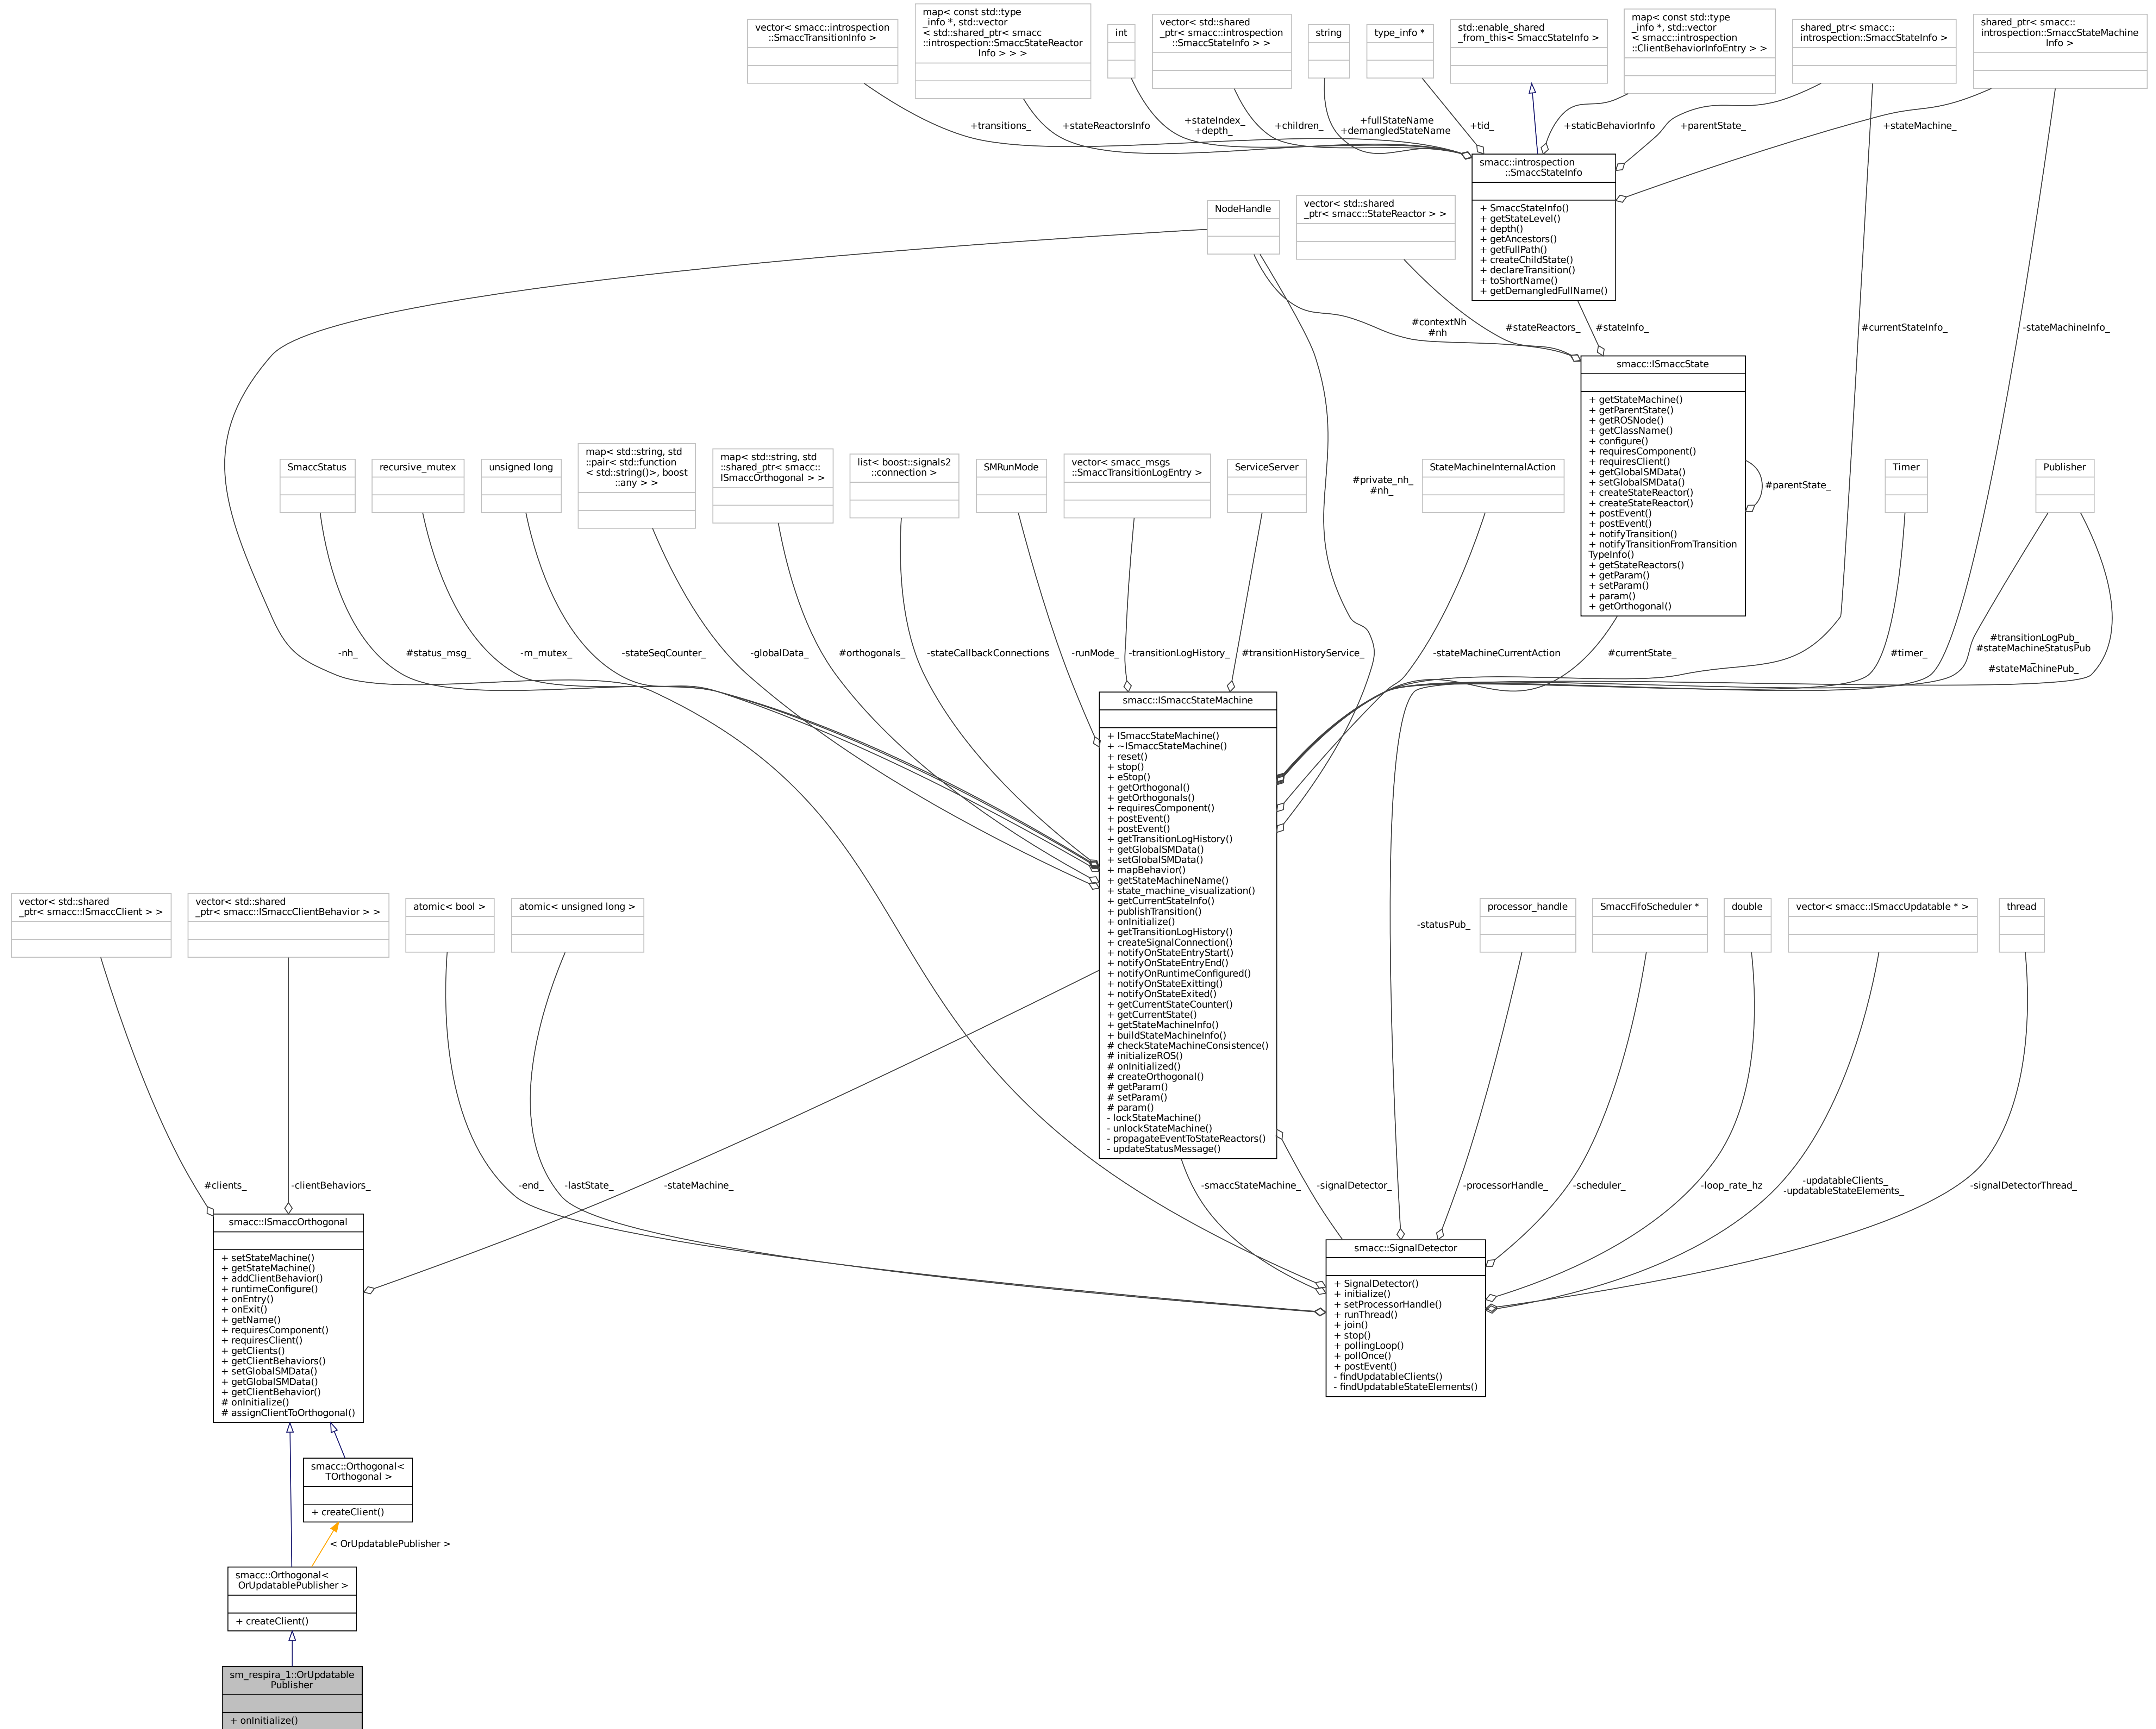 vector< smacc::introspection
::SmaccTransitionInfo >
map< const std::type
_info *, std::vector
< std::shared_ptr< smacc
::introspection::SmaccStateReactor
Info > > >
int
vector< std::shared
_ptr< smacc::introspection
::SmaccStateInfo > >
string
type_info *
std::enable_shared
_from_this< SmaccStateInfo >
map< const std::type
_info *, std::vector
< smacc::introspection
::ClientBehaviorInfoEntry > >
shared_ptr< smacc::
introspection::SmaccStateInfo >
shared_ptr< smacc::
introspection::SmaccStateMachine
Info >
+transitions_
+stateReactorsInfo
+stateIndex_
+depth_
+children_
+fullStateName
+demangledStateName
+tid_
+staticBehaviorInfo
+parentState_
+stateMachine_
smacc::introspection
::SmaccStateInfo
+ SmaccStateInfo()
+ getStateLevel()
+ depth()
+ getAncestors()
+ getFullPath()
+ createChildState()
+ declareTransition()
+ toShortName()
+ getDemangledFullName()
NodeHandle
vector< std::shared
_ptr< smacc::StateReactor > >
#contextNh
#nh
#stateReactors_
#stateInfo_
#currentStateInfo_
-stateMachineInfo_
smacc::ISmaccState
+ getStateMachine()
+ getParentState()
+ getROSNode()
+ getClassName()
+ configure()
+ requiresComponent()
+ requiresClient()
+ getGlobalSMData()
+ setGlobalSMData()
+ createStateReactor()
+ createStateReactor()
+ postEvent()
+ postEvent()
+ notifyTransition()
+ notifyTransitionFromTransition
TypeInfo()
+ getStateReactors()
+ getParam()
+ setParam()
+ param()
+ getOrthogonal()
#parentState_
SmaccStatus
recursive_mutex
unsigned long
map< std::string, std
::pair< std::function
< std::string()>, boost
::any > >
map< std::string, std
::shared_ptr< smacc::
ISmaccOrthogonal > >
list< boost::signals2
::connection >
SMRunMode
vector< smacc_msgs
::SmaccTransitionLogEntry >
ServiceServer
#private_nh_
#nh_
StateMachineInternalAction
Timer
Publisher
-nh_
#status_msg_
-m_mutex_
-stateSeqCounter_
-globalData_
#orthogonals_
-stateCallbackConnections
-runMode_
-transitionLogHistory_
#transitionHistoryService_
-stateMachineCurrentAction
#currentState_
#timer_
#transitionLogPub_
#stateMachineStatusPub
_
#stateMachinePub_
smacc::ISmaccStateMachine
+ ISmaccStateMachine()
+ ~ISmaccStateMachine()
+ reset()
+ stop()
+ eStop()
+ getOrthogonal()
+ getOrthogonals()
+ requiresComponent()
+ postEvent()
+ postEvent()
+ getTransitionLogHistory()
+ getGlobalSMData()
+ setGlobalSMData()
+ mapBehavior()
+ getStateMachineName()
+ state_machine_visualization()
+ getCurrentStateInfo()
+ publishTransition()
+ onInitialize()
+ getTransitionLogHistory()
+ createSignalConnection()
+ notifyOnStateEntryStart()
+ notifyOnStateEntryEnd()
+ notifyOnRuntimeConfigured()
+ notifyOnStateExitting()
+ notifyOnStateExited()
+ getCurrentStateCounter()
+ getCurrentState()
+ getStateMachineInfo()
+ buildStateMachineInfo()
# checkStateMachineConsistence()
# initializeROS()
# onInitialized()
# createOrthogonal()
# getParam()
# setParam()
# param()
- lockStateMachine()
- unlockStateMachine()
- propagateEventToStateReactors()
- updateStatusMessage()
vector< std::shared
_ptr< smacc::ISmaccClient > >
vector< std::shared
_ptr< smacc::ISmaccClientBehavior > >
atomic< bool >
atomic< unsigned long >
-statusPub_
processor_handle
SmaccFifoScheduler *
double
vector< smacc::ISmaccUpdatable * >
thread
#clients_
-clientBehaviors_
-end_
-lastState_
-stateMachine_
-smaccStateMachine_
-signalDetector_
-processorHandle_
-scheduler_
-loop_rate_hz
-updatableClients_
-updatableStateElements_
-signalDetectorThread_
smacc::ISmaccOrthogonal
+ setStateMachine()
+ getStateMachine()
+ addClientBehavior()
+ runtimeConfigure()
+ onEntry()
+ onExit()
+ getName()
+ requiresComponent()
+ requiresClient()
+ getClients()
+ getClientBehaviors()
+ setGlobalSMData()
+ getGlobalSMData()
+ getClientBehavior()
# onInitialize()
# assignClientToOrthogonal()
smacc::SignalDetector
+ SignalDetector()
+ initialize()
+ setProcessorHandle()
+ runThread()
+ join()
+ stop()
+ pollingLoop()
+ pollOnce()
+ postEvent()
- findUpdatableClients()
- findUpdatableStateElements()
smacc::Orthogonal<
TOrthogonal >
+ createClient()
< OrUpdatablePublisher >
smacc::Orthogonal<
OrUpdatablePublisher >
+ createClient()
sm_respira_1::OrUpdatable
Publisher
+ onInitialize()